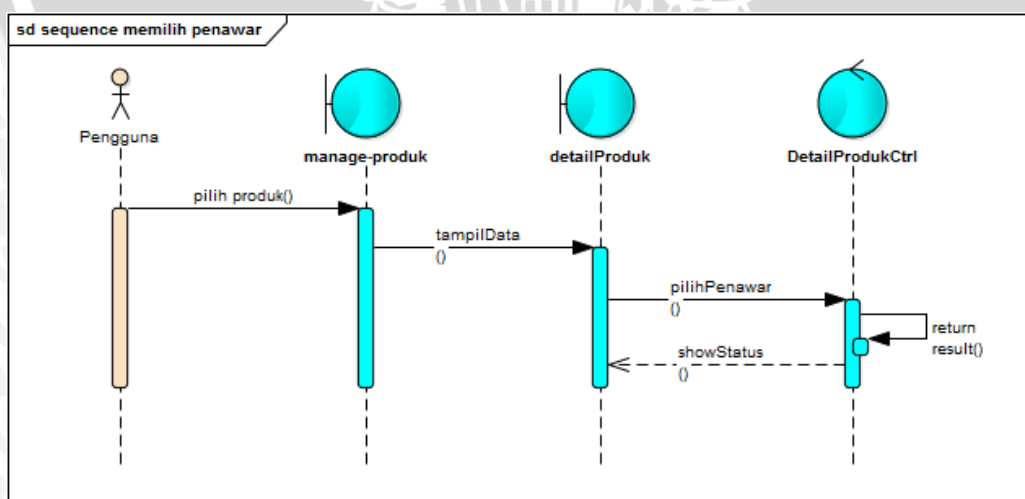 sd sequence memilih penawar
Pengguna
manage-produk
detailProduk
DetailProdukCtrl
pilih produk()
tampilData
()
pilihPenawar
()
return
result()
showStatus
()